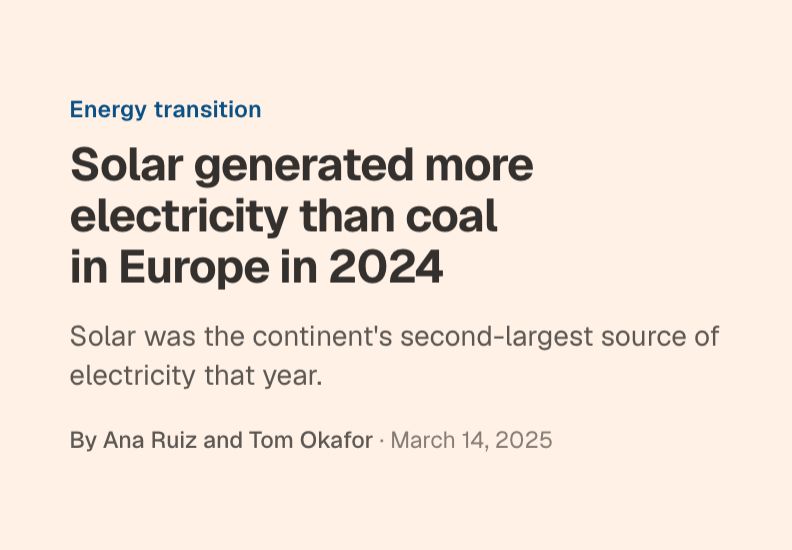 Energy transition
Solar generated more
electricity than coal
in Europe in 2024
Solar was the continent's second-largest source of
electricity that year.
By Ana Ruiz and Tom Okafor · March 14, 2025